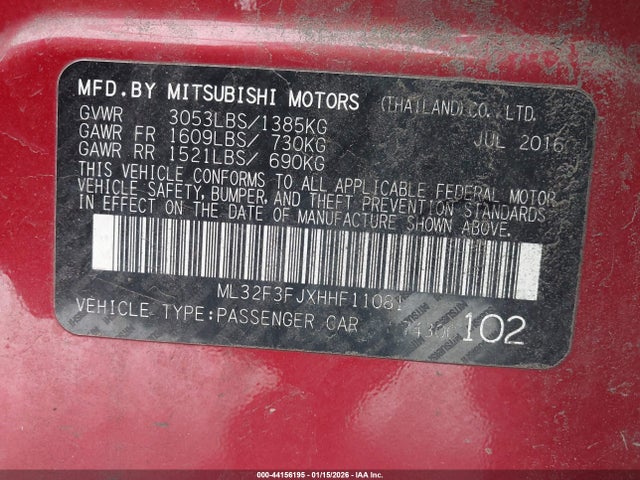 MFD.BY MITSUBISHI MOTORS (THAILAND)CO., LTD.
GVWR 3053LBS/1385KG JUL 2016
GAWR FR 1609LBS/ 730KG
GAWR RR 1521LBS/ 690KG
THIS VEHICLE CONFORMS TO ALL APPLICABLE FEDERAL MOTOR
VEHICLE SAFETY, BUMPER, AND THEFT PREVENTION STANDARDS
IN EFFECT ON THE DATE OF MANUFACTURE SHOWN ABOVE.
ML32F3FJXHHF11081
VEHICLE TYPE:PASSENGER CAR 102
000-44156195 - 01/15/2026 - IAA Inc.